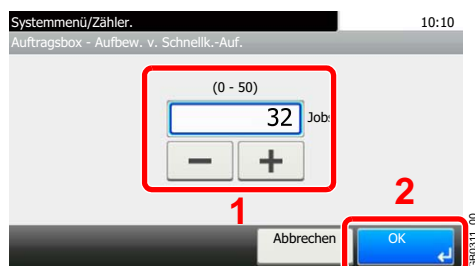 Systemmenü/Zähler. 10:10
Auftragsbox - Aufbew. v. Schnellk.-Auf.
(0 - 50)
32 Jobs
1
2
Abbrechen OK